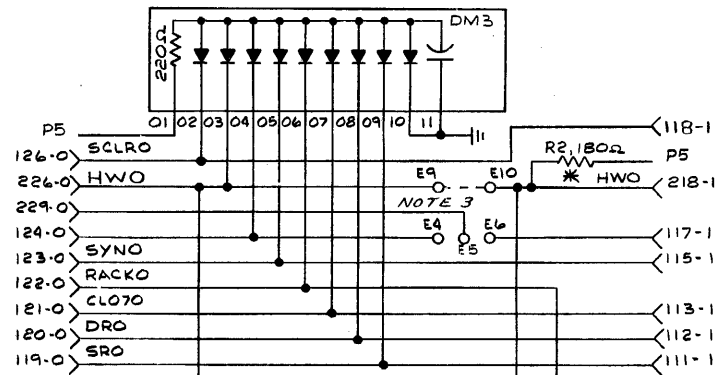 DM3
220Ω
01 02 03 04 05 06 07 08 09 10 11
P5
118-1
126-0 SCLRO
R2, 180Ω P5
226-0 HWO E9 E10 * HWO 218-1
229-0 NOTE 3
124-0 E4 E5 E6 117-1
123-0 SYNO 115-1
122-0 RACKO
121-0 CLO70 113-1
120-0 DRO 112-1
119-0 SRO 111-1